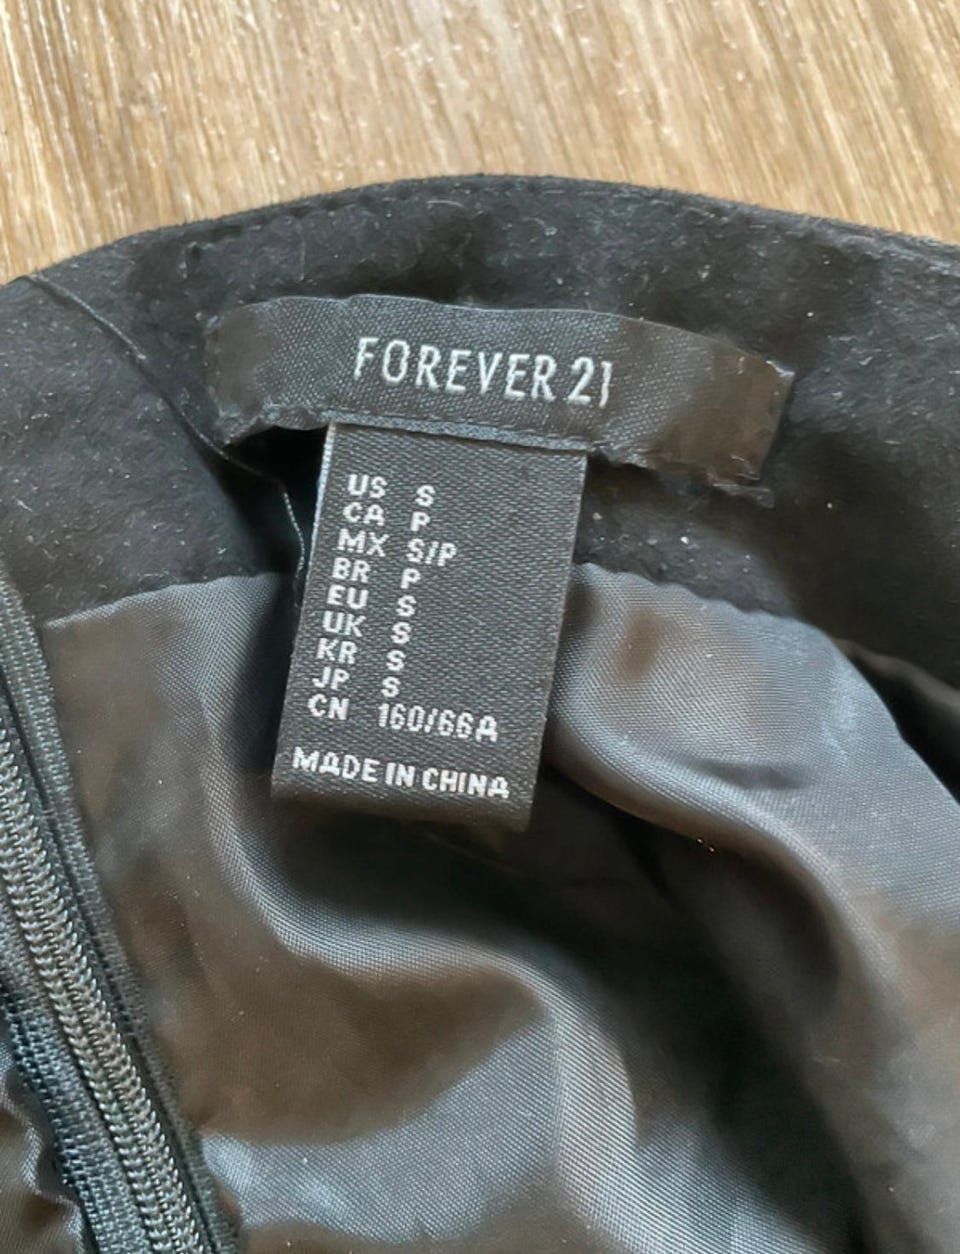 FOREVER 21
US S
CA P
MX S/P
BR P
EU S
UK S
KR S
JP S
CN 160/66A
MADE IN CHINA